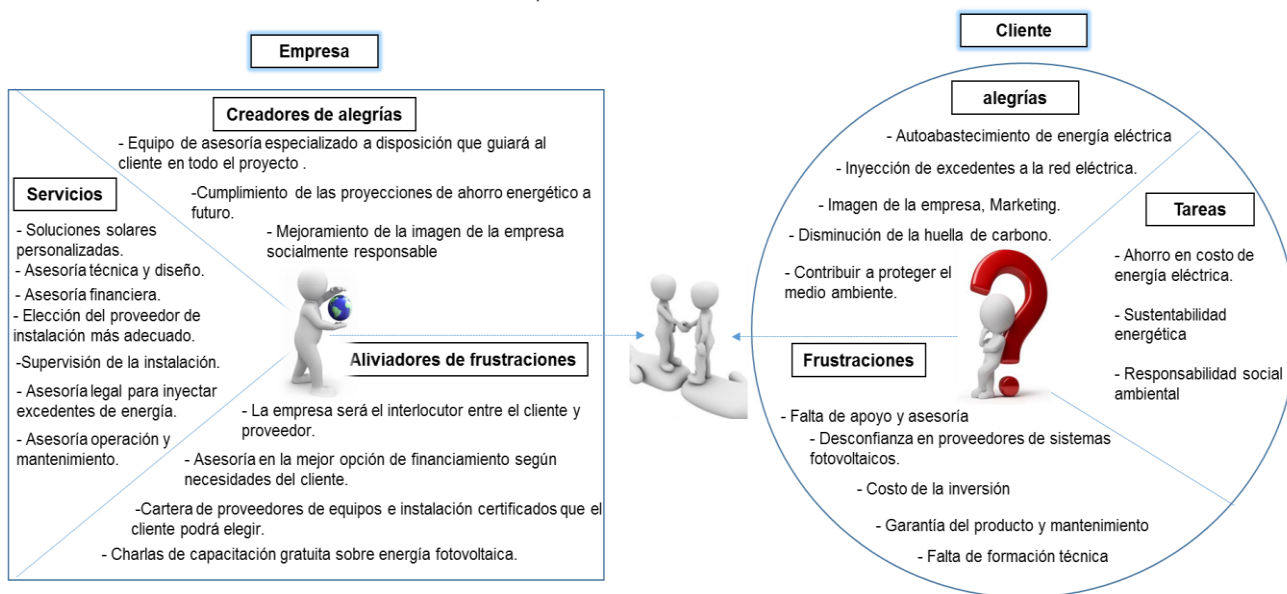 Empresa
Creadores de alegrías
- Equipo de asesoría especializado a disposición que guiará al
cliente en todo el proyecto .
-Cumplimiento de las proyecciones de ahorro energético a
futuro.
- Mejoramiento de la imagen de la empresa
socialmente responsable
Servicios
- Soluciones solares
personalizadas.
- Asesoría técnica y diseño.
- Asesoría financiera.
- Elección del proveedor de
instalación más adecuado.
-Supervisión de la instalación.
- Asesoría legal para inyectar
excedentes de energía.
- Asesoría operación y
mantenimiento.
Aliviadores de frustraciones
- La empresa será el interlocutor entre el cliente y
proveedor.
- Asesoría en la mejor opción de financiamiento según
necesidades del cliente.
-Cartera de proveedores de equipos e instalación certificados que el
cliente podrá elegir.
- Charlas de capacitación gratuita sobre energía fotovoltaica.
Cliente
alegrías
- Autoabastecimiento de energía eléctrica
- Inyección de excedentes a la red eléctrica.
- Imagen de la empresa, Marketing.
- Disminución de la huella de carbono.
- Contribuir a proteger el
medio ambiente.
Tareas
- Ahorro en costo de
energía eléctrica.
- Sustentabilidad
energética
- Responsabilidad social
ambiental
Frustraciones
- Falta de apoyo y asesoría
- Desconfianza en proveedores de sistemas
fotovoltaicos.
- Costo de la inversión
- Garantía del producto y mantenimiento
- Falta de formación técnica